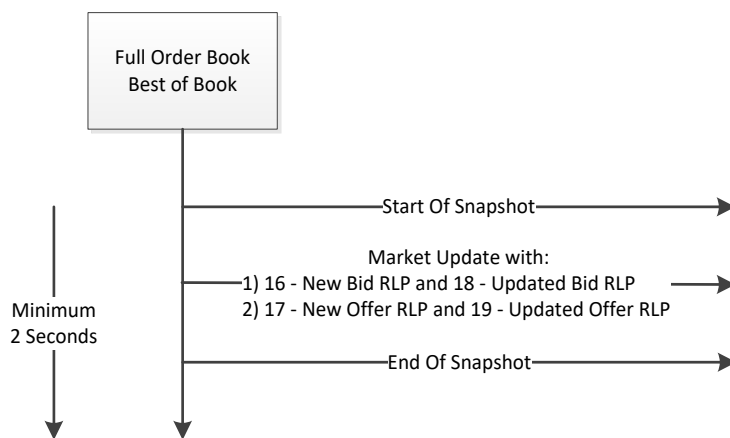 Full Order Book
Best of Book
Start Of Snapshot
Market Update with:
1) 16 - New Bid RLP and 18 - Updated Bid RLP
2) 17 - New Offer RLP and 19 - Updated Offer RLP
Minimum
2 Seconds
End Of Snapshot